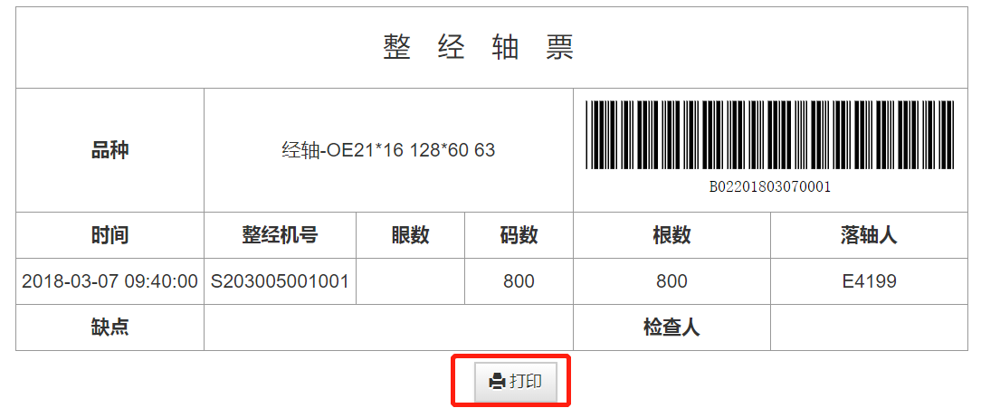 整 经 轴 票
品种
经轴-OE21*16 128*60 63
B02201803070001
时间 整经机号 眼数 码数 根数 落轴人
2018-03-07 09:40:00 S203005001001 800 800 E4199
缺点 检查人
打印